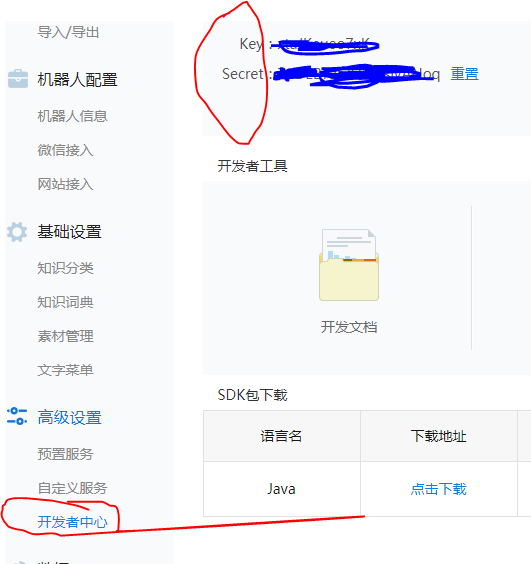 导入/导出
机器人配置
机器人信息
微信接入
网站接入
基础设置
知识分类
知识词典
素材管理
文字菜单
高级设置
预置服务
自定义服务
开发者中心
Key:
Secret: 重置
开发者工具
开发文档
SDK包下载
语言名 下载地址
Java 点击下载